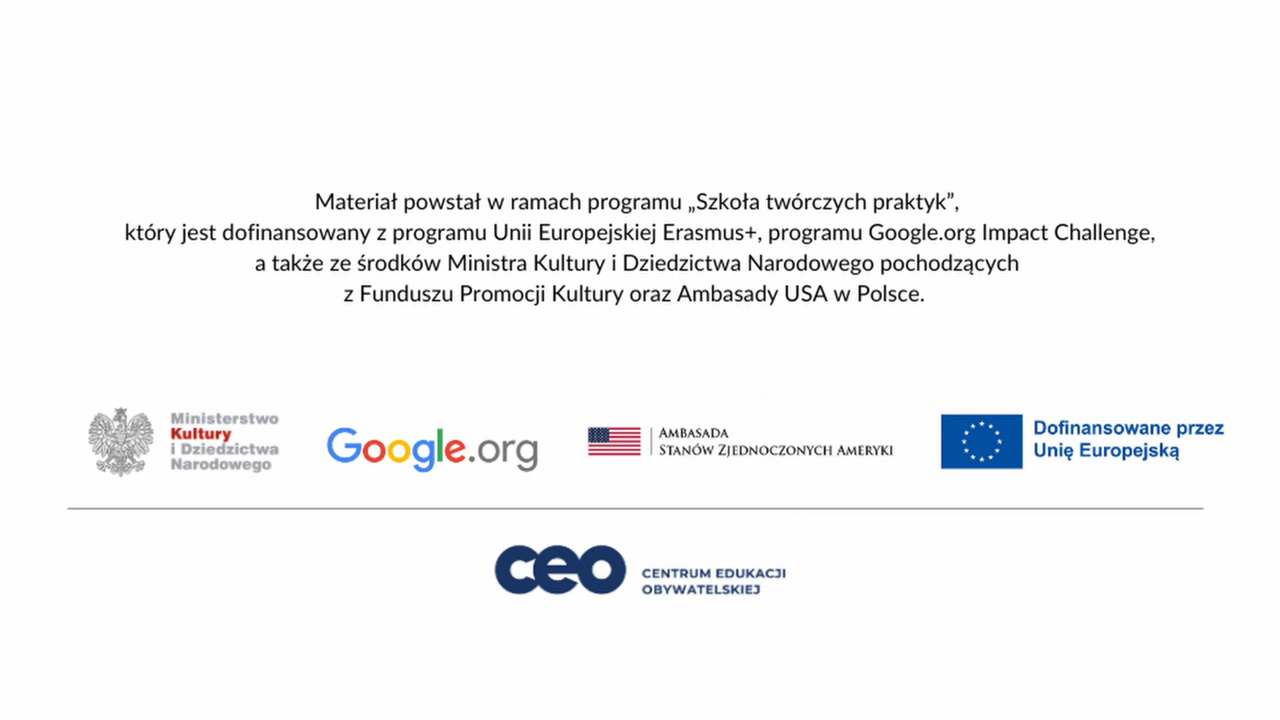 Materiał powstał w ramach programu „Szkoła twórczych praktyk”,
który jest dofinansowany z programu Unii Europejskiej Erasmus+, programu Google.org Impact Challenge,
a także ze środków Ministra Kultury i Dziedzictwa Narodowego pochodzących
z Funduszu Promocji Kultury oraz Ambasady USA w Polsce.
Ministerstwo
Kultury
i Dziedzictwa
Narodowego
Google.org
AMBASADA
STANÓW ZJEDNOCZONYCH AMERYKI
Dofinansowane przez
Unię Europejską
ceo
CENTRUM EDUKACJI
OBYWATELSKIEJ